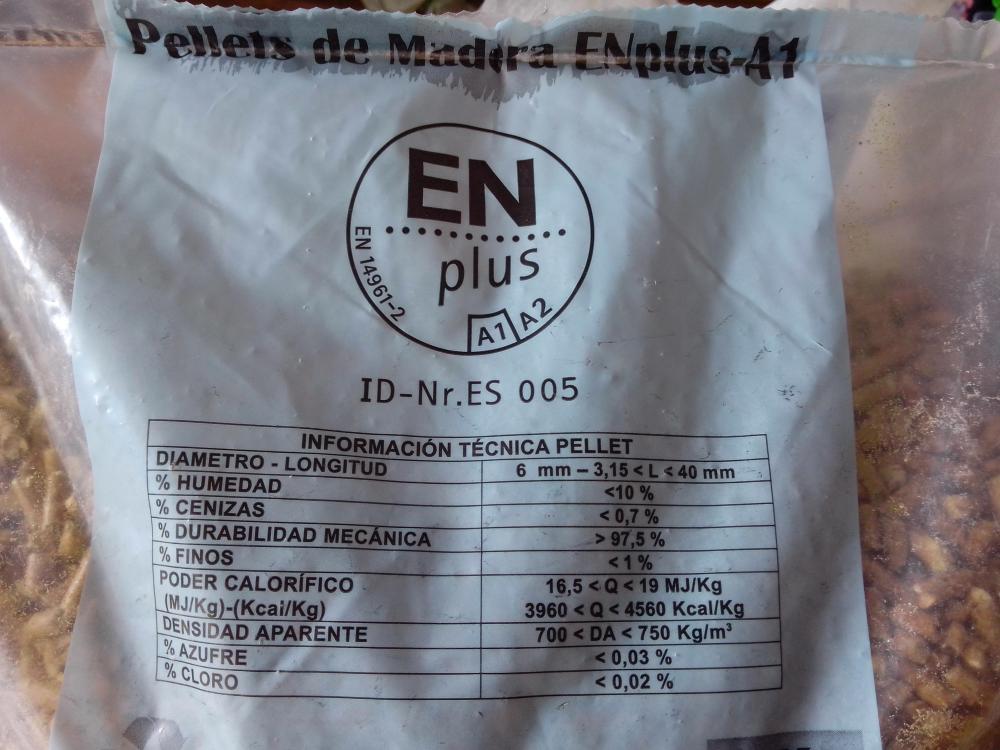 Pellets de Madera ENplus-A1
EN
plus
EN 14961-2
A1 A2
ID-Nr.ES 005
INFORMACIÓN TÉCNICA PELLET
DIAMETRO - LONGITUD 6 mm – 3,15 < L < 40 mm
% HUMEDAD <10 %
% CENIZAS < 0,7 %
% DURABILIDAD MECÁNICA > 97,5 %
% FINOS < 1 %
PODER CALORÍFICO 16,5 < Q < 19 MJ/Kg
(MJ/Kg)-(Kcal/Kg) 3960 < Q < 4560 Kcal/Kg
DENSIDAD APARENTE 700 < DA < 750 Kg/m³
% AZUFRE < 0,03 %
% CLORO < 0,02 %